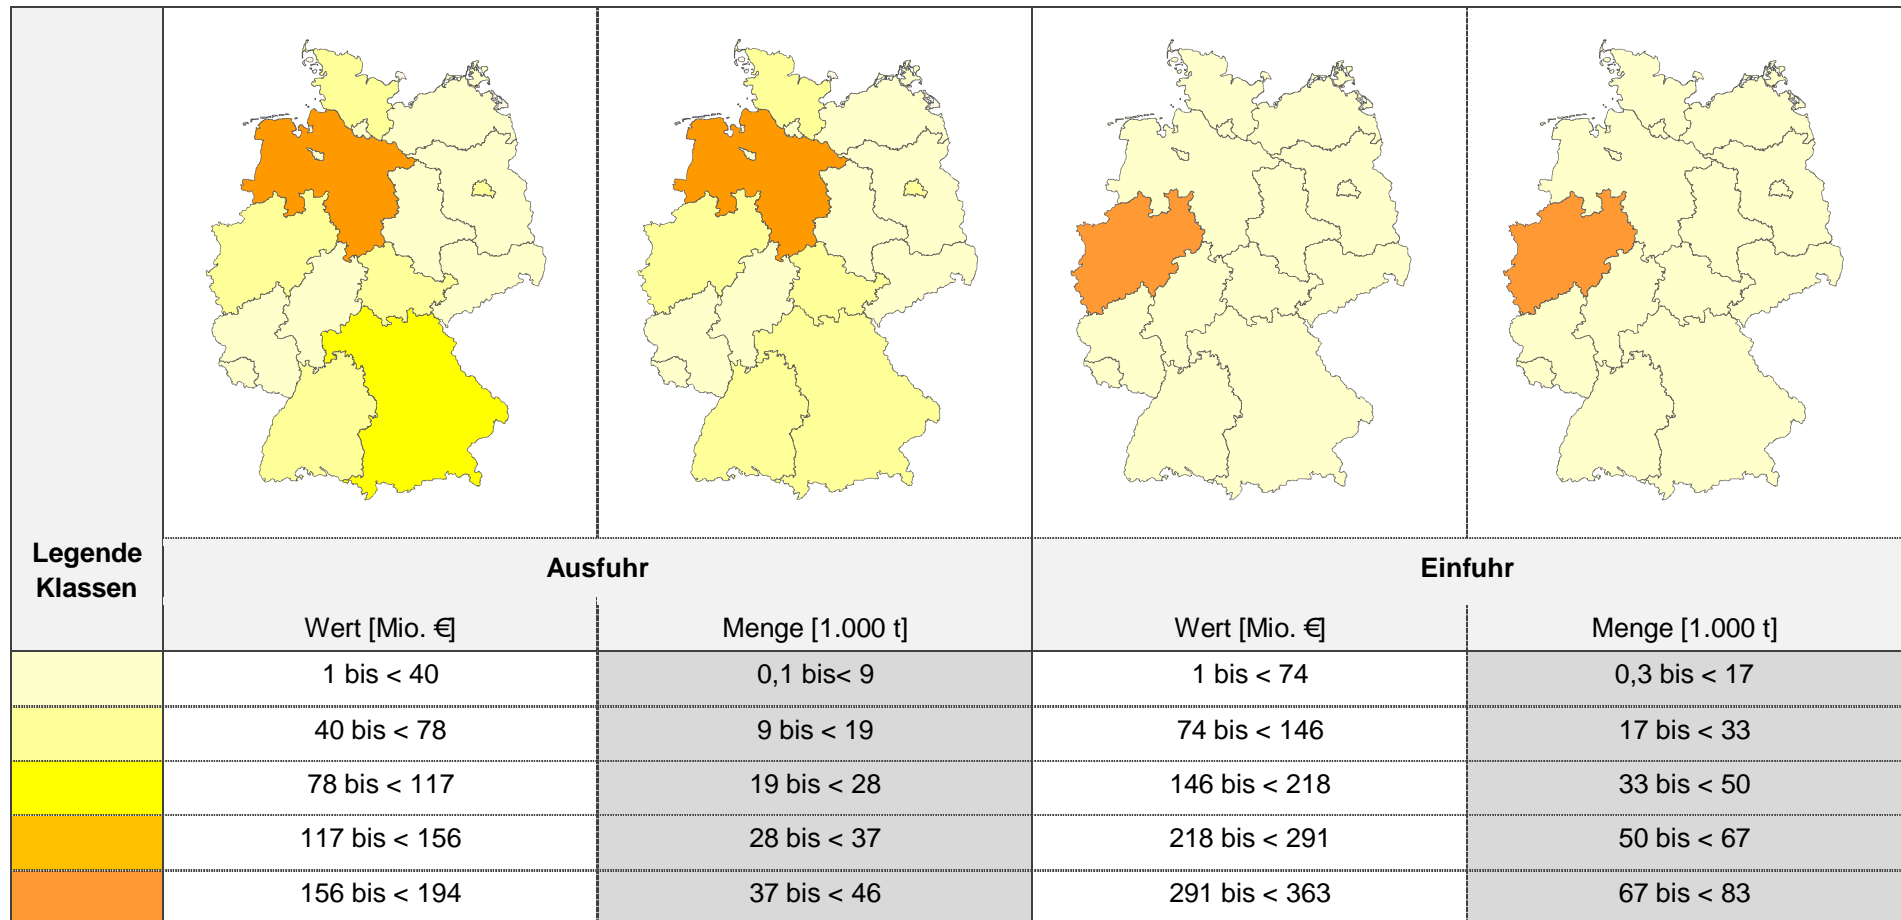 Legende
Klassen
Ausfuhr
Einfuhr
Wert [Mio. €]
Menge [1.000 t]
Wert [Mio. €]
Menge [1.000 t]
1 bis < 40
0,1 bis< 9
1 bis < 74
0,3 bis < 17
40 bis < 78
9 bis < 19
74 bis < 146
17 bis < 33
78 bis < 117
19 bis < 28
146 bis < 218
33 bis < 50
117 bis < 156
28 bis < 37
218 bis < 291
50 bis < 67
156 bis < 194
37 bis < 46
291 bis < 363
67 bis < 83